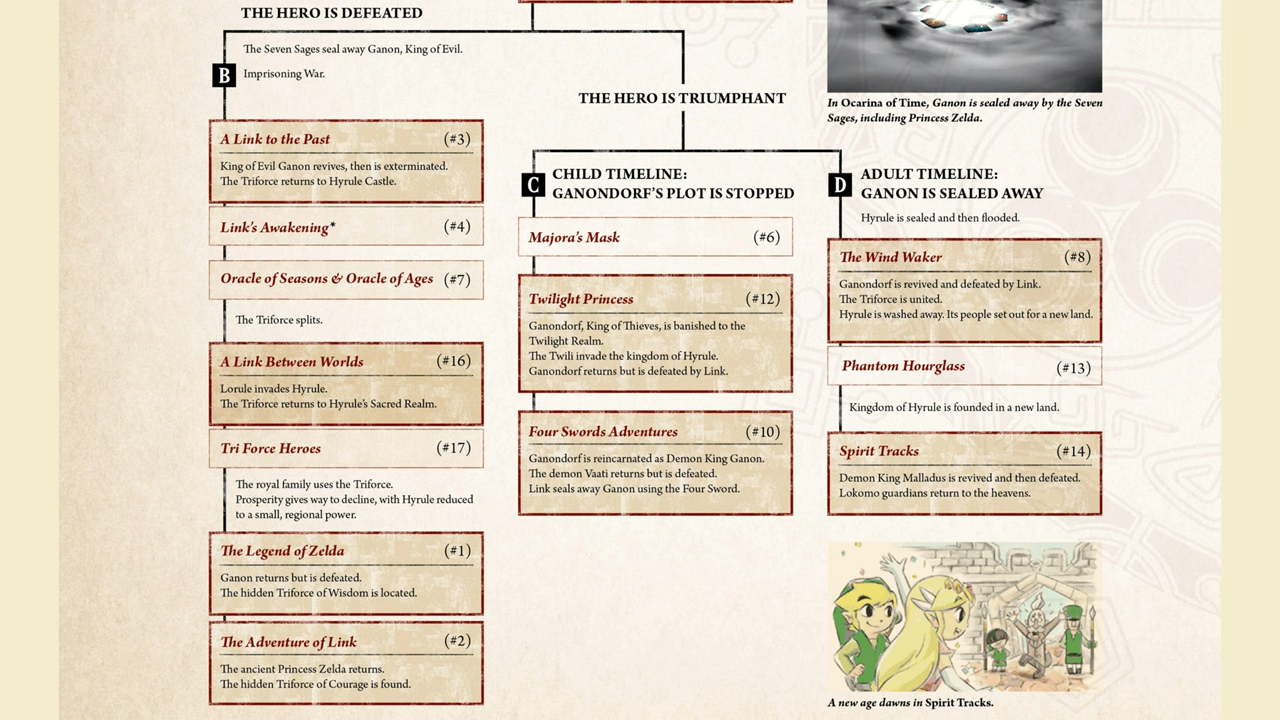 THE HERO IS DEFEATED
The Seven Sages seal away Ganon, King of Evil.
B
Imprisoning War.
A Link to the Past (#3)
King of Evil Ganon revives, then is exterminated.
The Triforce returns to Hyrule Castle.
Link's Awakening* (#4)
Oracle of Seasons & Oracle of Ages (#7)
The Triforce splits.
A Link Between Worlds (#16)
Lorule invades Hyrule.
The Triforce returns to Hyrule's Sacred Realm.
Tri Force Heroes (#17)
The royal family uses the Triforce.
Prosperity gives way to decline, with Hyrule reduced
to a small, regional power.
The Legend of Zelda (#1)
Ganon returns but is defeated.
The hidden Triforce of Wisdom is located.
The Adventure of Link (#2)
The ancient Princess Zelda returns.
The hidden Triforce of Courage is found.
THE HERO IS TRIUMPHANT
C
CHILD TIMELINE:
GANONDORF'S PLOT IS STOPPED
Majora's Mask (#6)
Twilight Princess (#12)
Ganondorf, King of Thieves, is banished to the
Twilight Realm.
The Twili invade the kingdom of Hyrule.
Ganondorf returns but is defeated by Link.
Four Swords Adventures (#10)
Ganondorf is reincarnated as Demon King Ganon.
The demon Vaati returns but is defeated.
Link seals away Ganon using the Four Sword.
In Ocarina of Time, Ganon is sealed away by the Seven
Sages, including Princess Zelda.
D
ADULT TIMELINE:
GANON IS SEALED AWAY
Hyrule is sealed and then flooded.
The Wind Waker (#8)
Ganondorf is revived and defeated by Link.
The Triforce is united.
Hyrule is washed away. Its people set out for a new land.
Phantom Hourglass (#13)
Kingdom of Hyrule is founded in a new land.
Spirit Tracks (#14)
Demon King Malladus is revived and then defeated.
Lokomo guardians return to the heavens.
A new age dawns in Spirit Tracks.